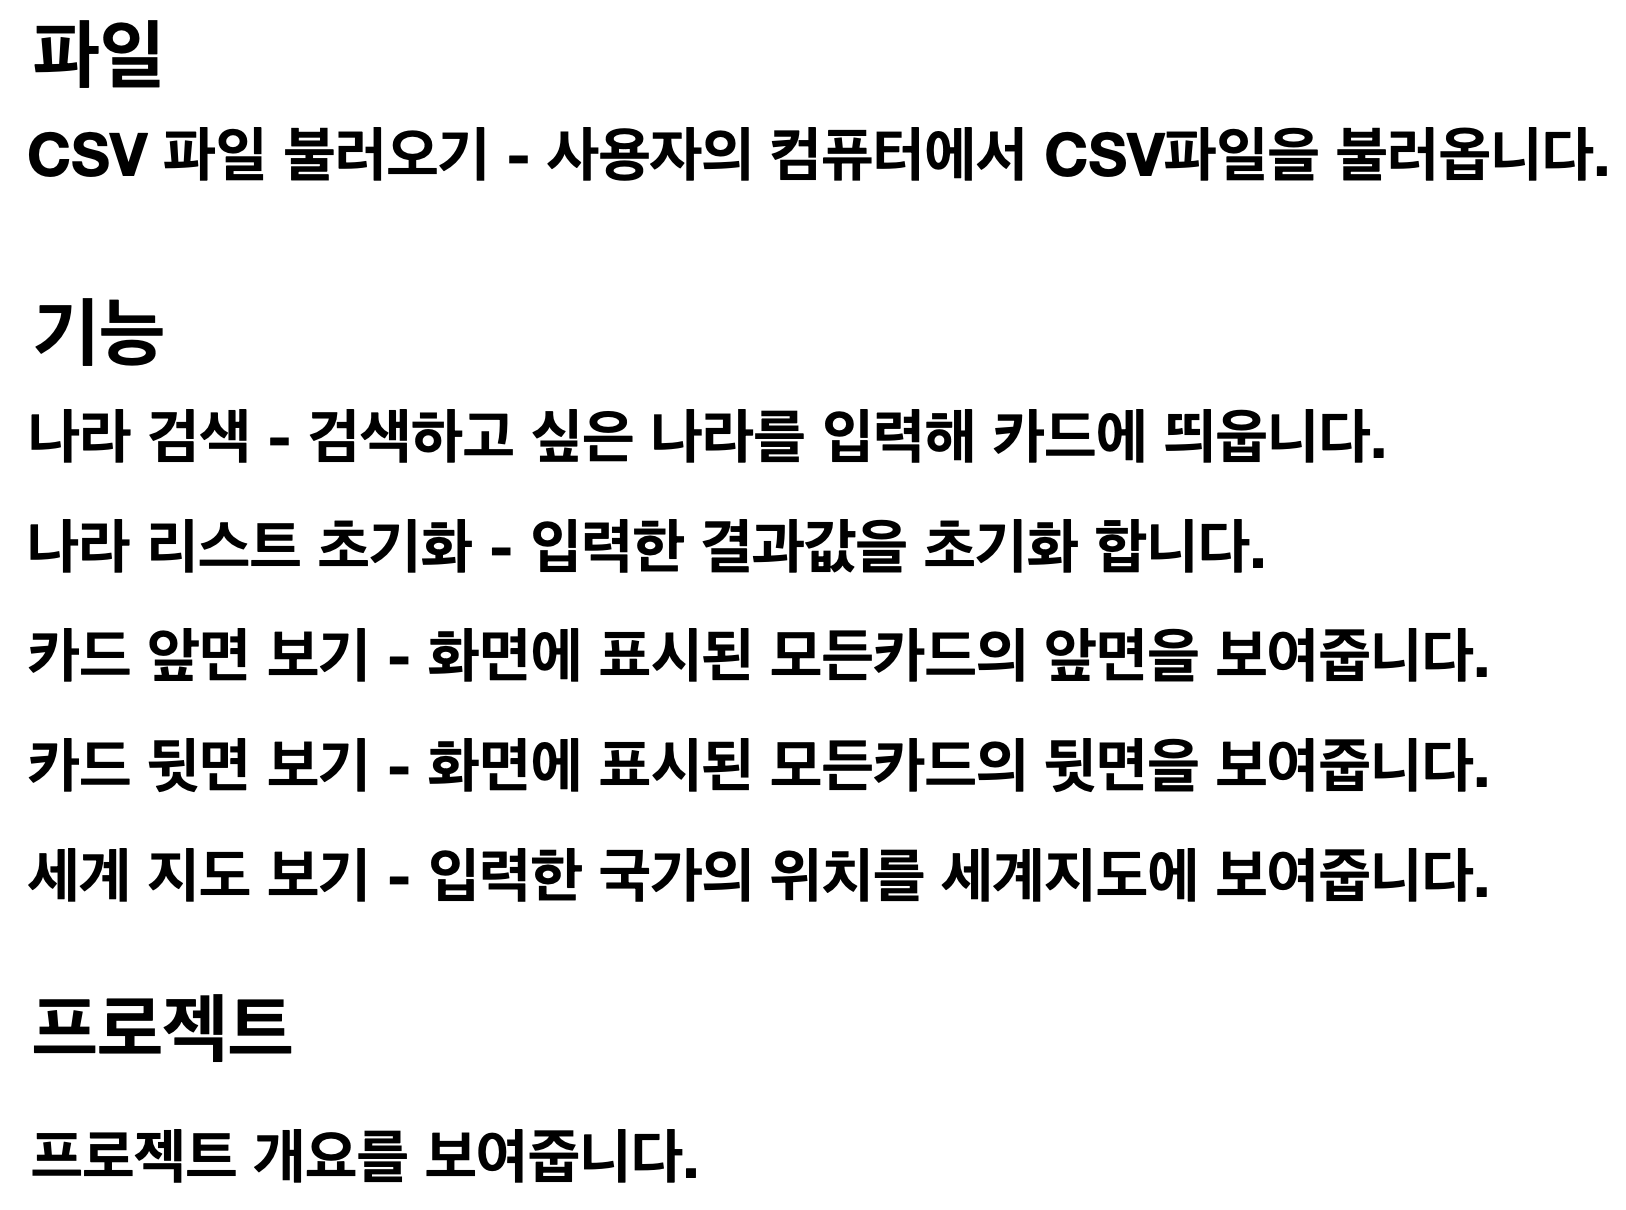 파일
CSV 파일 불러오기 - 사용자의 컴퓨터에서 CSV파일을 불러옵니다.
기능
나라 검색 - 검색하고 싶은 나라를 입력해 카드에 띄웁니다.
나라 리스트 초기화 - 입력한 결과값을 초기화 합니다.
카드 앞면 보기 - 화면에 표시된 모든카드의 앞면을 보여줍니다.
카드 뒷면 보기 - 화면에 표시된 모든카드의 뒷면을 보여줍니다.
세계 지도 보기 - 입력한 국가의 위치를 세계지도에 보여줍니다.
프로젝트
프로젝트 개요를 보여줍니다.